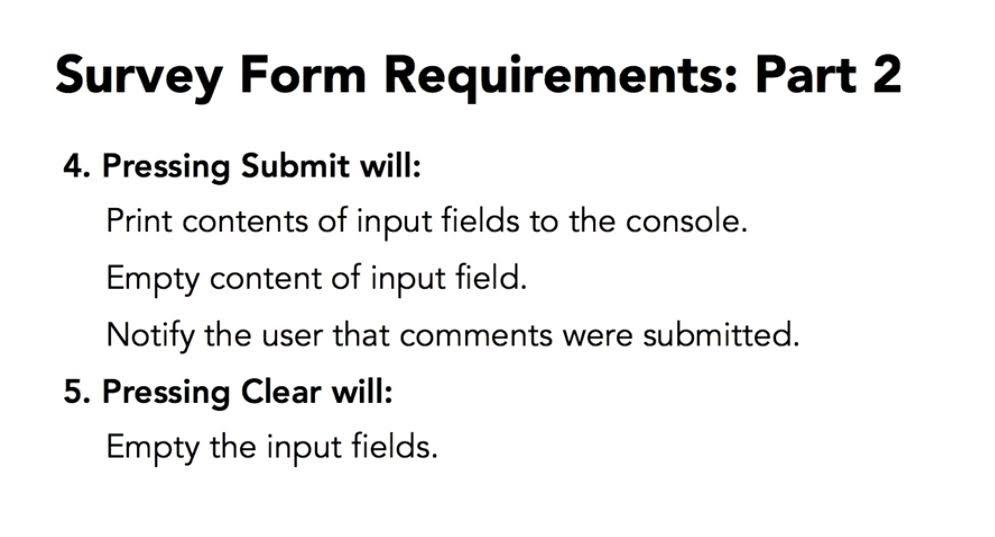 Survey Form Requirements: Part 2
4. Pressing Submit will:
Print contents of input fields to the console.
Empty content of input field.
Notify the user that comments were submitted.
5. Pressing Clear will:
Empty the input fields.